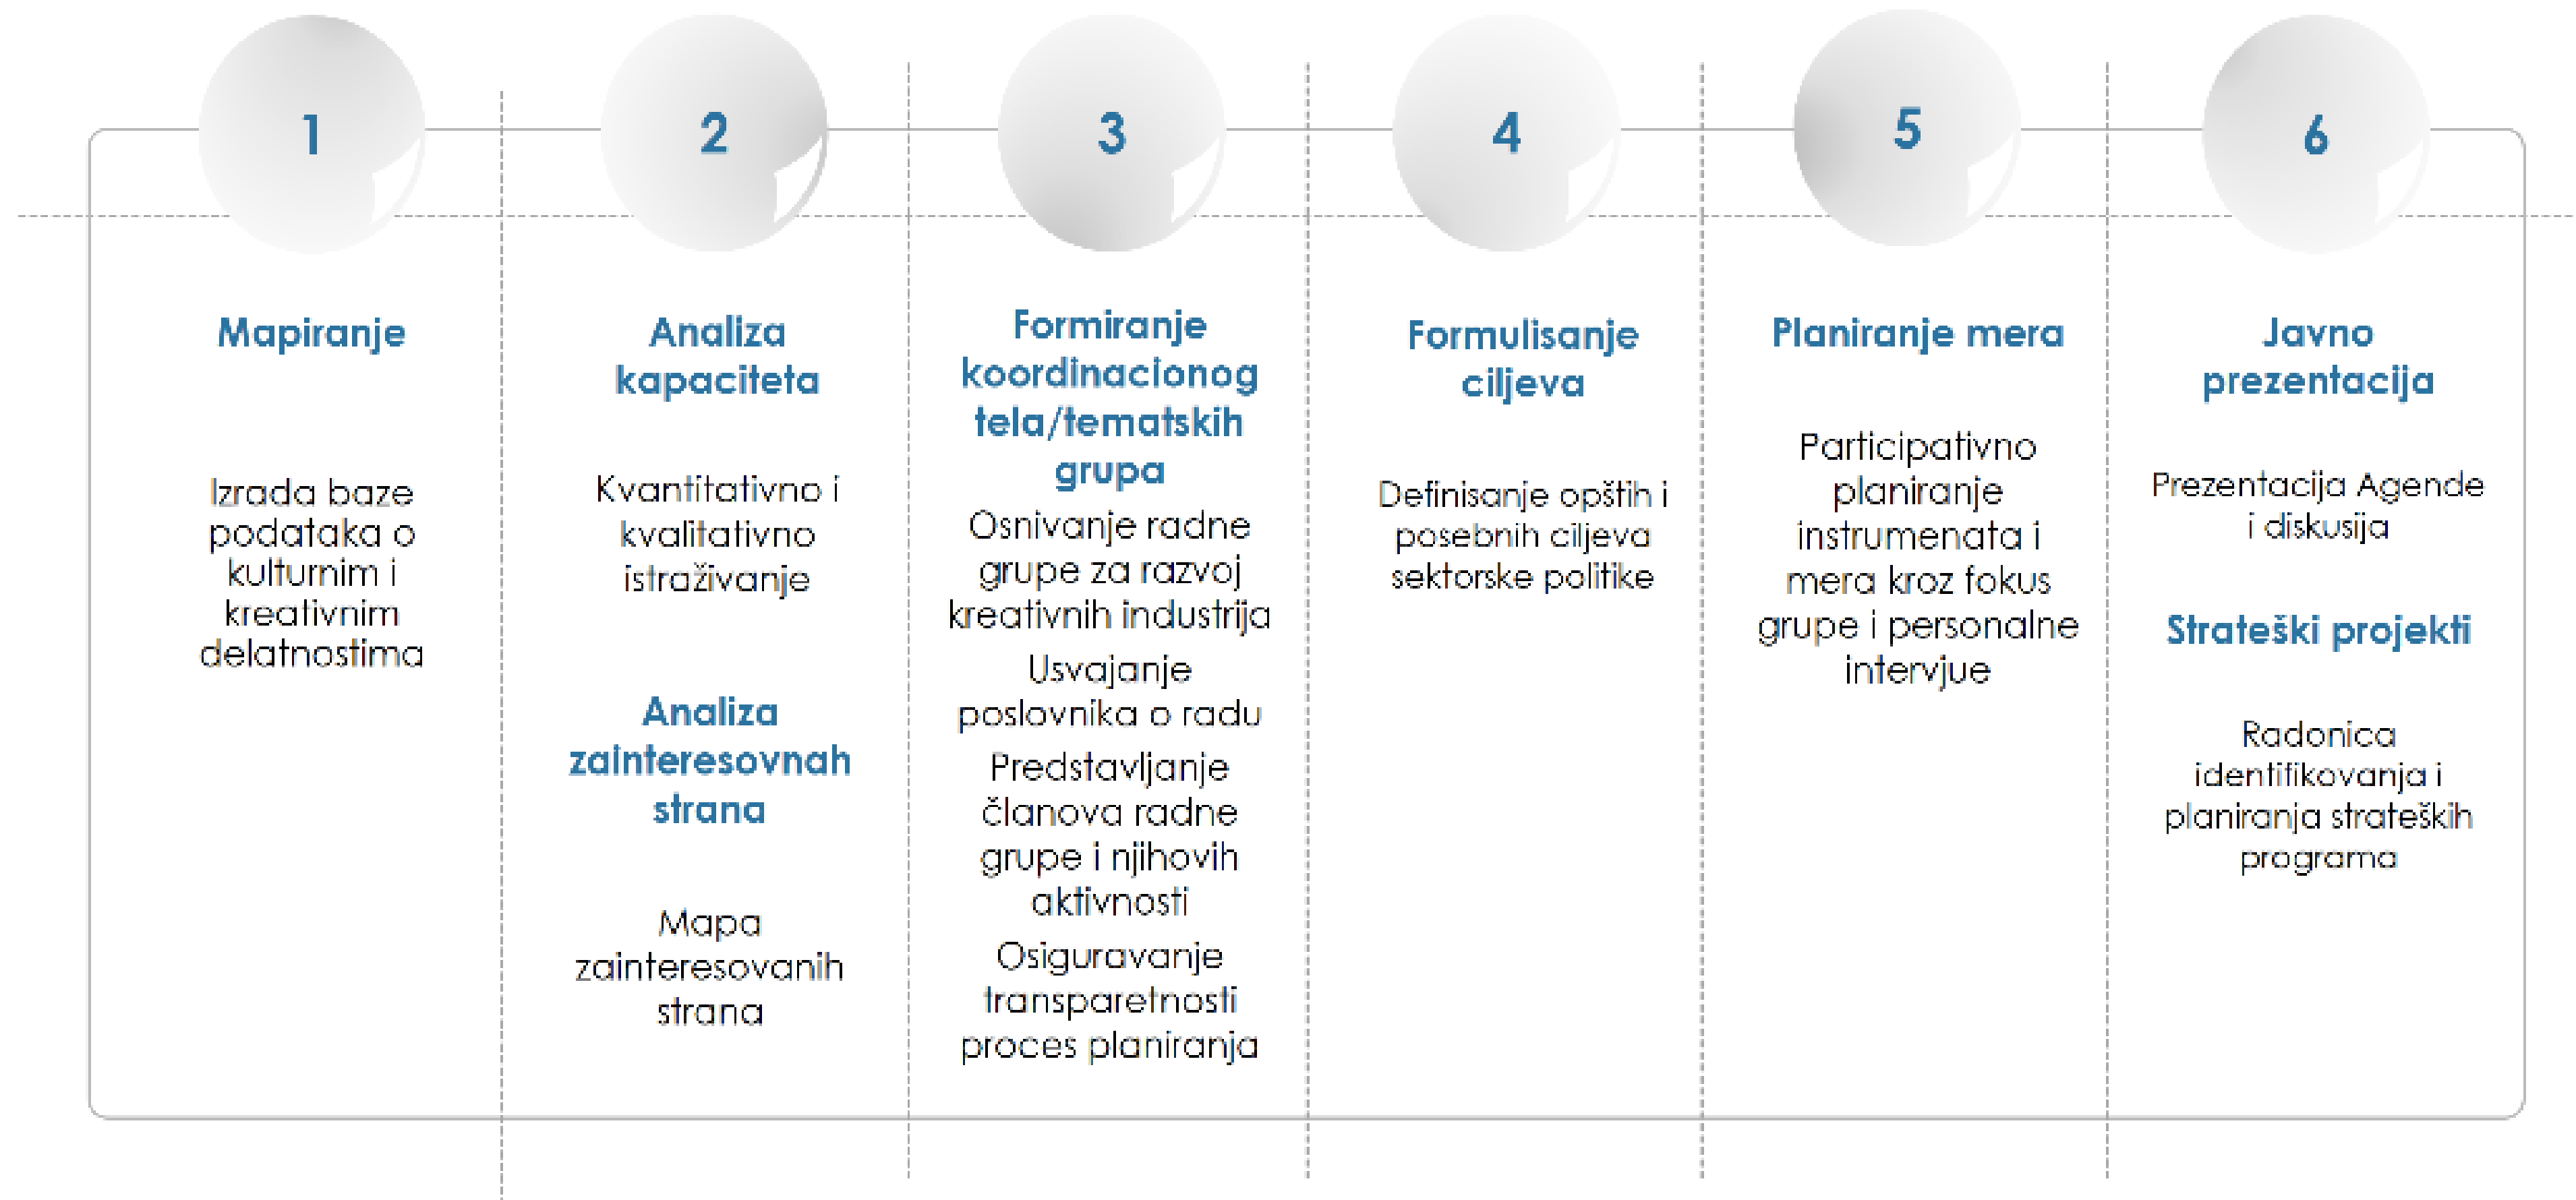 1
Mapiranje
Izrada baze
podataka o
kulturnim i
kreativnim
delatnostima
2
Analiza
kapaciteta
Kvantitativno i
kvalitativno
istraživanje
Analiza
zainteresovnah
strana
Mapa
zainteresovanih
strana
3
Formiranje
koordinacionog
tela/tematskih
grupa
Osnivanje radne
grupe za razvoj
kreativnih industrija
Usvajanje
poslovnika o radu
Predstavljanje
članova radne
grupe i njihovih
aktivnosti
Osiguravanje
transparetnosti
proces planiranja
4
Formulisanje
ciljeva
Definisanje opštih i
posebnih ciljeva
sektorske politike
5
Planiranje mera
Participativno
planiranje
instrumenata i
mera kroz fokus
grupe i personalne
intervjue
6
Javno
prezentacija
Prezentacija Agende
i diskusija
Strateški projekti
Radonica
identifikovanja i
planiranja strateških
programa